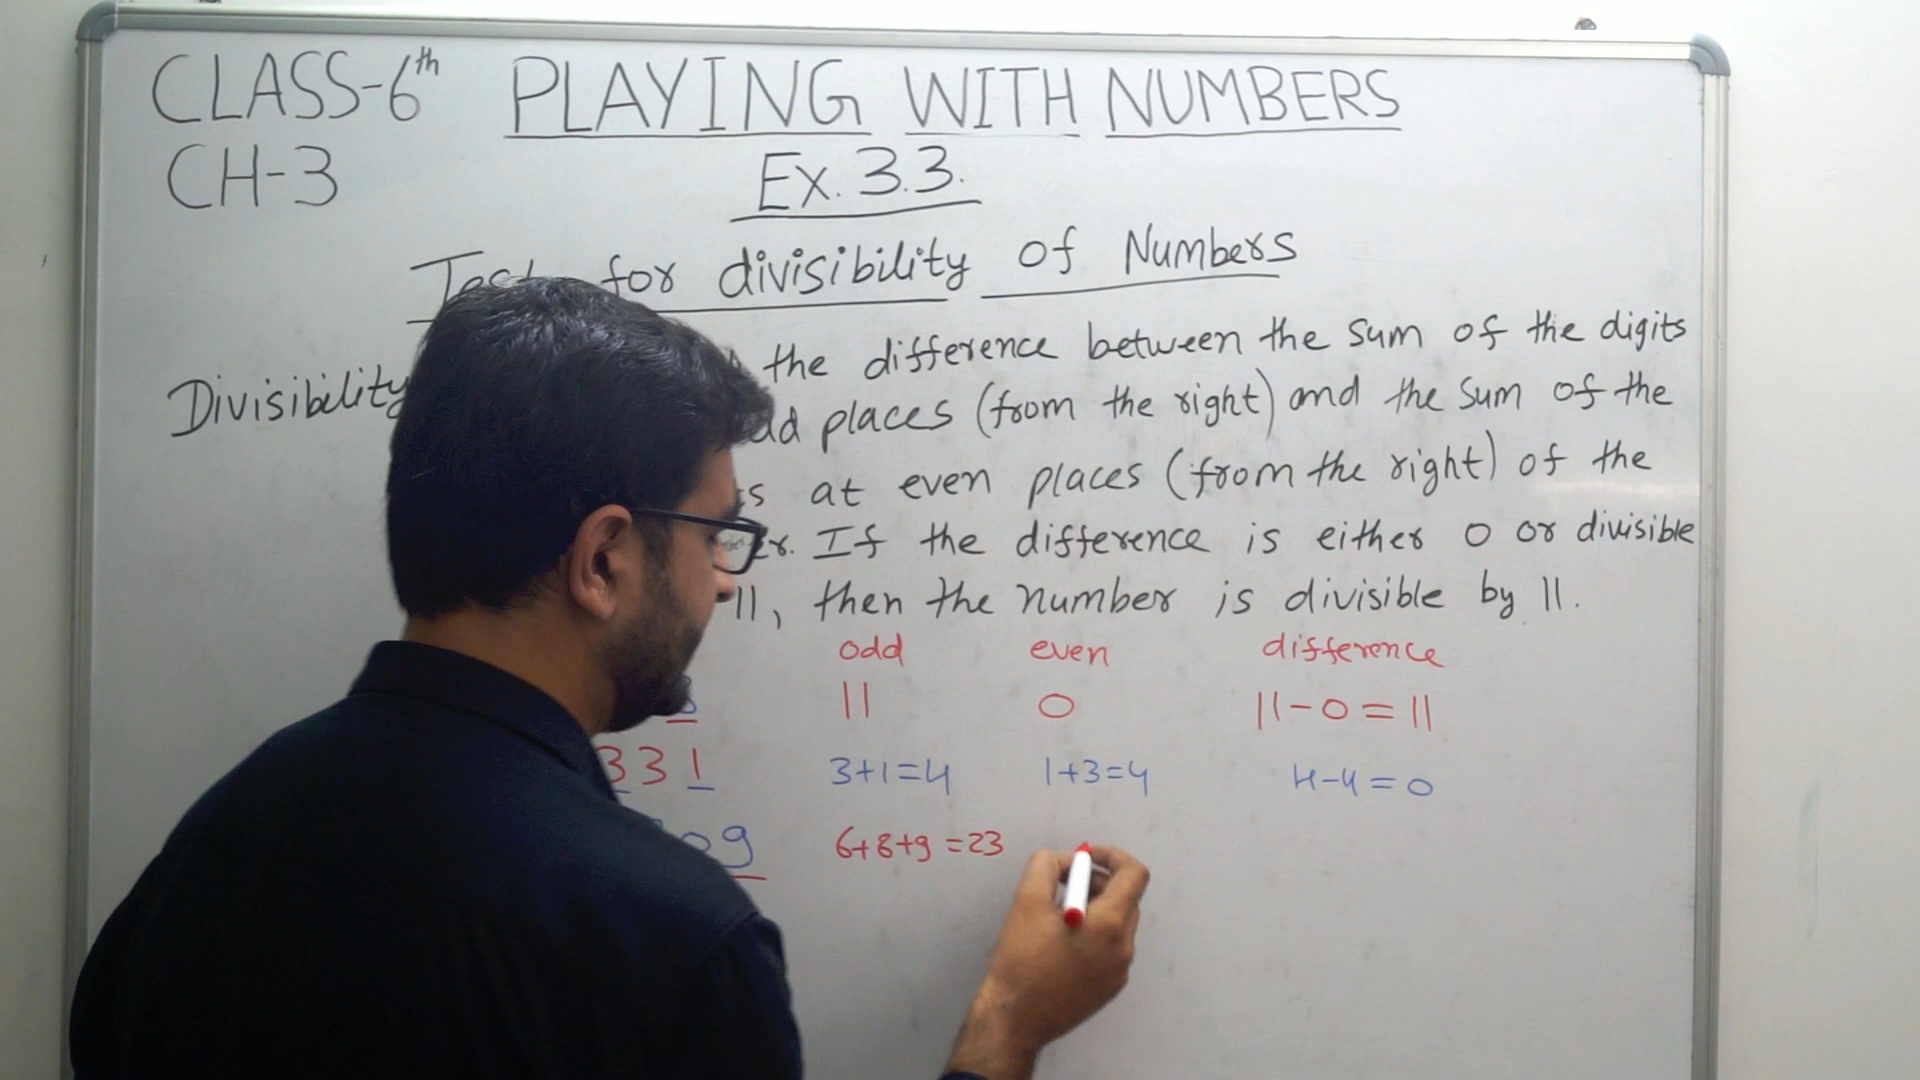 CLASS-6th PLAYING WITH NUMBERS
CH-3 Ex. 3.3.
for divisibility of Numbers
Divisibility the difference between the sum of the digits
places (from the right) and the sum of the
at even places (from the right) of the
If the difference is either 0 or divisible
11, then the number is divisible by 11.
odd even difference
11 0 11-0=11
331 3+1=4 1+3=4 4-4=0
09 6+8+9=23